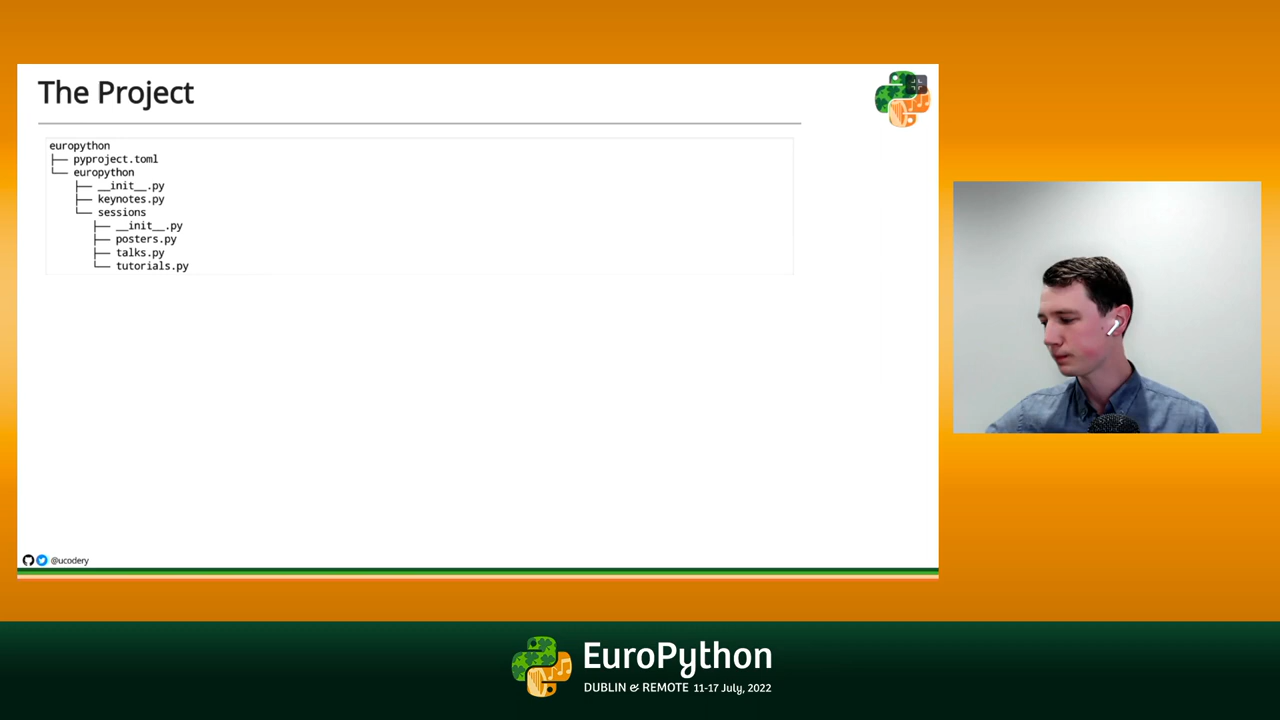 The Project
europython
├── pyproject.toml
└── europython
    ├── __init__.py
    ├── keynotes.py
    └── sessions
        ├── __init__.py
        ├── posters.py
        ├── talks.py
        └── tutorials.py
@ucodery
EuroPython
DUBLIN & REMOTE 11-17 July, 2022